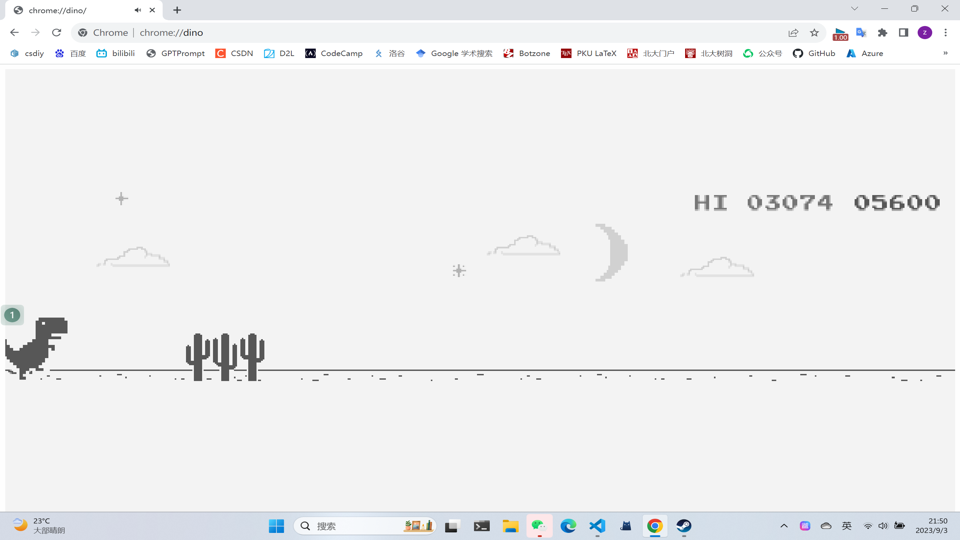 chrome://dino/
Chrome | chrome://dino
1.00
z
csdiy 百度 bilibili GPTPrompt CSDN D2L CodeCamp 洛谷 Google 学术搜索 Botzone PKU LaTeX 北大门户 北大树洞 公众号 GitHub Azure »
HI 03074 05600
1
23°C
大部晴朗
搜索
英
21:50
2023/9/3